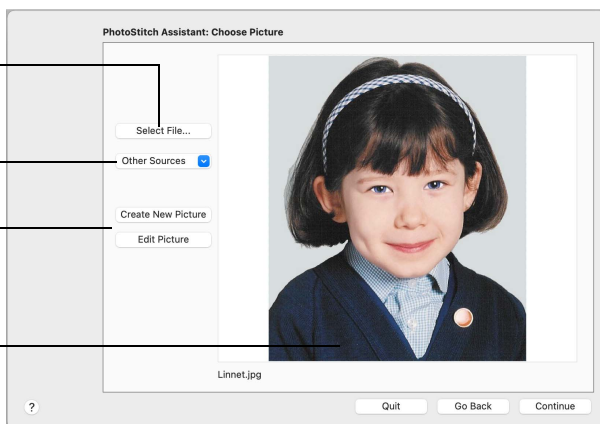 PhotoStitch Assistant: Choose Picture
Select File...
Other Sources
Create New Picture
Edit Picture
Linnet.jpg
?
Quit
Go Back
Continue